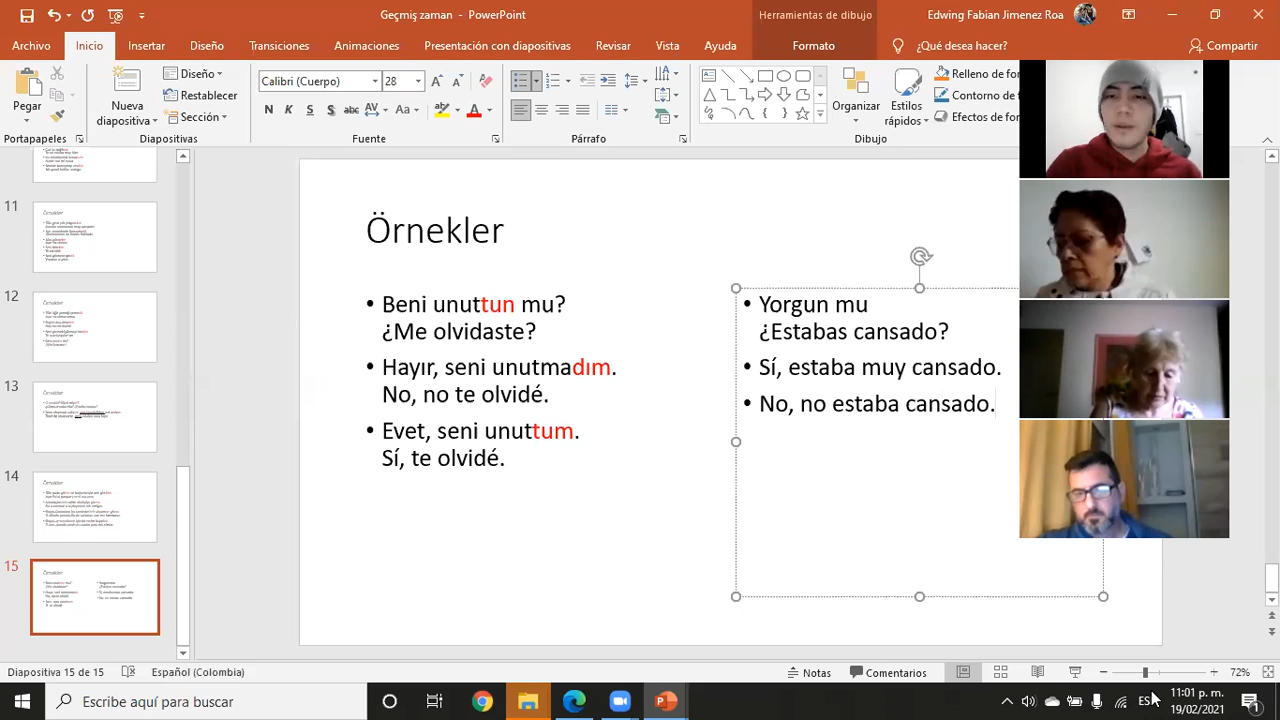 Geçmiş zaman - PowerPoint
Herramientas de dibujo
Edwing Fabian Jimenez Roa
Archivo
Inicio
Insertar
Diseño
Transiciones
Animaciones
Presentación con diapositivas
Revisar
Vista
Ayuda
Formato
¿Qué desea hacer?
Compartir
Pegar
Nueva
diapositiva
Diseño
Restablecer
Sección
Calibri (Cuerpo)
28
N K S S abc AV Aa A
Organizar
Estilos
rápidos
Relleno de for
Contorno de f
Efectos de for
Portapapeles
Diapositivas
Fuente
Párrafo
Dibujo
11
12
13
14
15
Örnekler
Beni unuttun mu?
¿Me olvidaste?
Hayır, seni unutmadım.
No, no te olvidé.
Evet, seni unuttum.
Sí, te olvidé.
Yorgun mu
¿Estabas cansado?
Sí, estaba muy cansado.
No, no estaba cansado.
Diapositiva 15 de 15
Español (Colombia)
Notas
Comentarios
72%
Escribe aquí para buscar
ESP
11:01 p. m.
19/02/2021